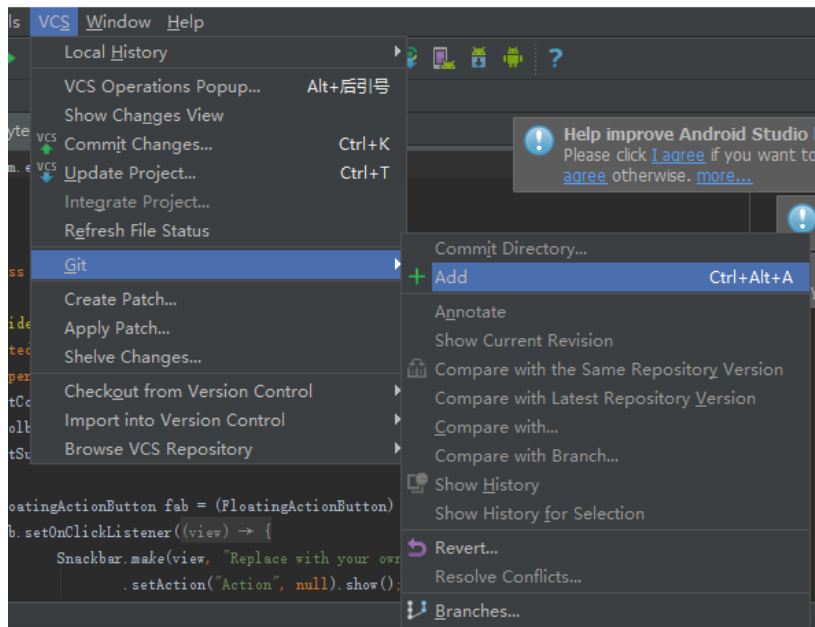 ls VCS Window Help
Local History
VCS Operations Popup... Alt+后引号
Show Changes View
Commit Changes... Ctrl+K
Update Project... Ctrl+T
Integrate Project...
Refresh File Status
Git
Create Patch...
Apply Patch...
Shelve Changes...
Checkout from Version Control
Import into Version Control
Browse VCS Repository
Help improve Android Studio
Please click I agree if you want to
agree otherwise. more...
Commit Directory...
Add Ctrl+Alt+A
Annotate
Show Current Revision
Compare with the Same Repository Version
Compare with Latest Repository Version
Compare with...
Compare with Branch...
Show History
Show History for Selection
Revert...
Resolve Conflicts...
Branches...
oatingActionButton fab = (FloatingActionButton)
b.setOnClickListener((view) → {
Snackbar.make(view, "Replace with your own
.setAction("Action", null).show();